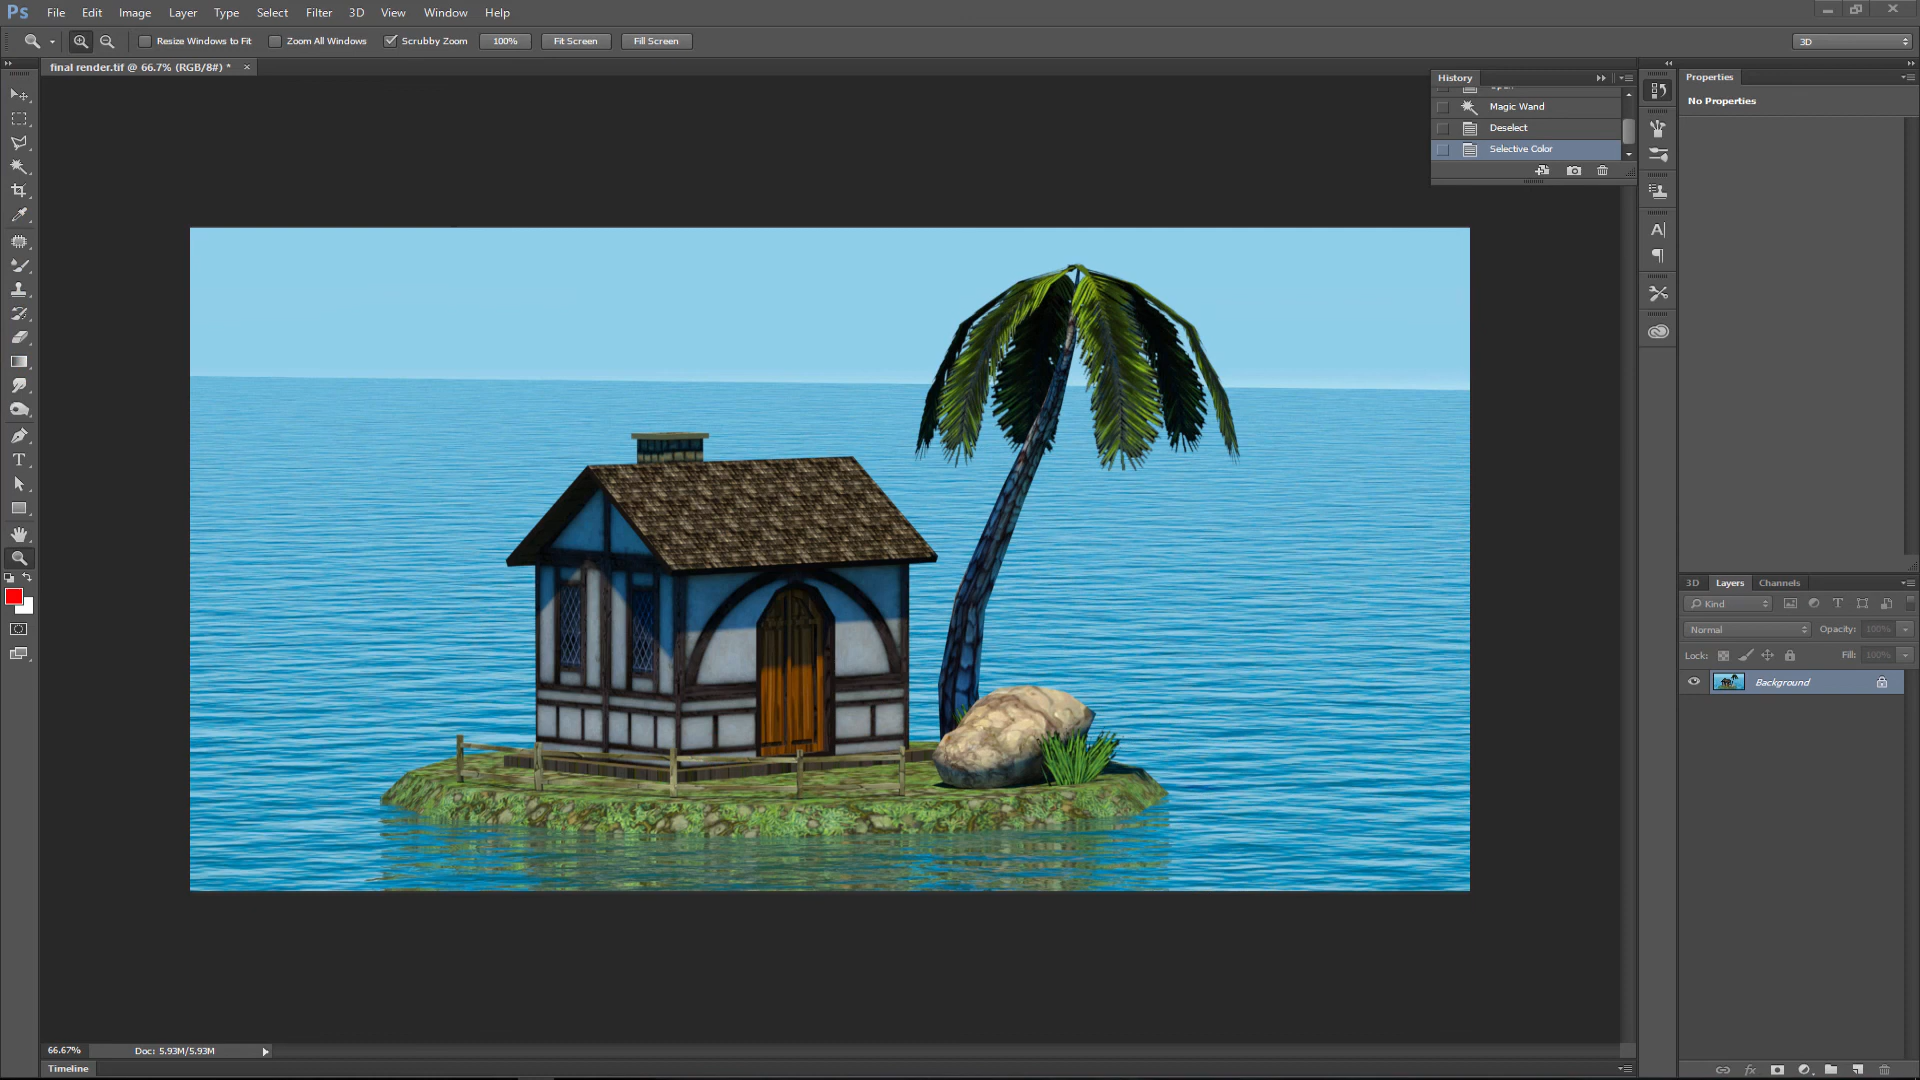 Ps File Edit Image Layer Type Select Filter 3D View Window Help
Resize Windows to Fit Zoom All Windows Scrubby Zoom 100% Fit Screen Fill Screen 3D
final render.tif @ 66.7% (RGB/8#) * ×
History
Magic Wand
Deselect
Selective Color
Properties
No Properties
3D Layers Channels
Kind
Normal Opacity: 100%
Lock: Fill: 100%
Background
66.67% Doc: 5.93M/5.93M
Timeline